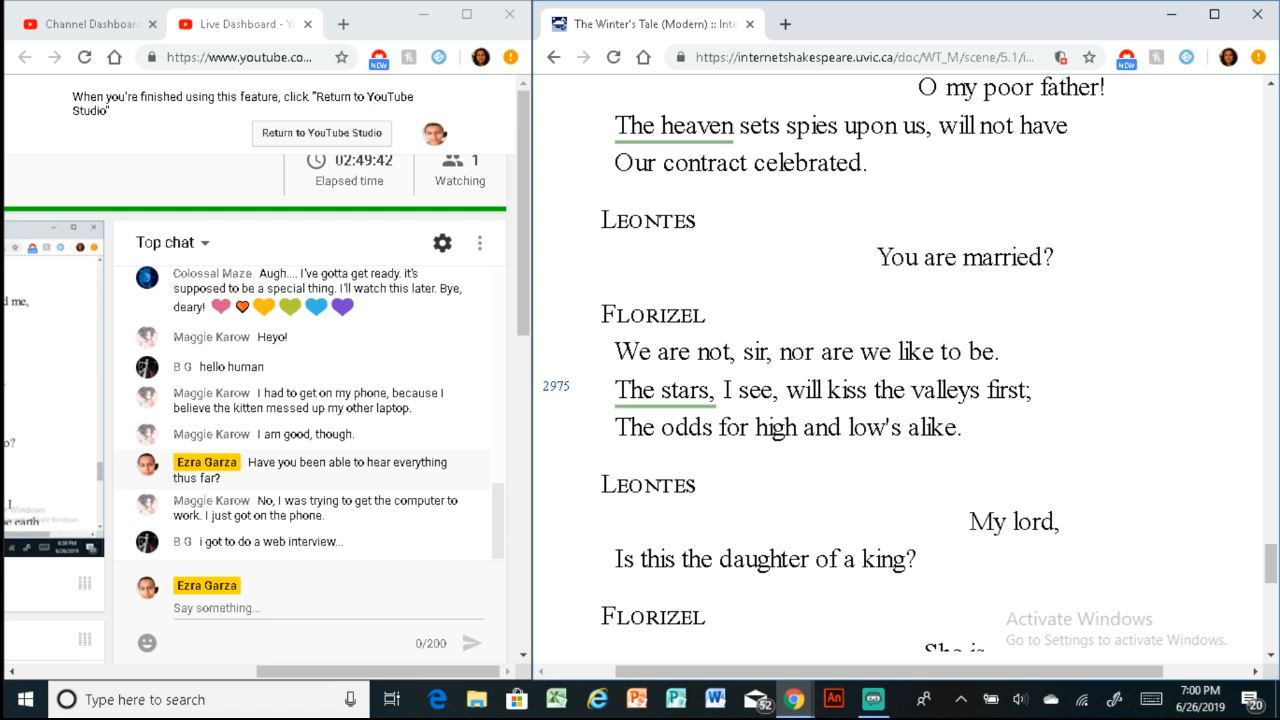 Channel Dashboard
Live Dashboard - Yo
https://www.youtube.co...
NEW
When you're finished using this feature, click "Return to YouTube
Studio"
Return to YouTube Studio
02:49:42
1
Elapsed time
Watching
Top chat
Colossal Maze Augh.... I've gotta get ready. it's
supposed to be a special thing. I'll watch this later. Bye,
deary!
Maggie Karow Heyo!
B G hello human
Maggie Karow I had to get on my phone, because I
believe the kitten messed up my other laptop.
Maggie Karow I am good, though.
Ezra Garza Have you been able to hear everything
thus far?
Maggie Karow No, I was trying to get the computer to
work. I just got on the phone.
B G i got to do a web interview...
Ezra Garza
Say something...
0/200
d me,
o?
I
e earth
The Winter's Tale (Modern) :: Inte
https://internetshakespeare.uvic.ca/doc/WT_M/scene/5.1/i...
NEW
O my poor father!
The heaven sets spies upon us, will not have
Our contract celebrated.
LEONTES
You are married?
FLORIZEL
We are not, sir, nor are we like to be.
2975
The stars, I see, will kiss the valleys first;
The odds for high and low's alike.
LEONTES
My lord,
Is this the daughter of a king?
FLORIZEL
She is
Activate Windows
Go to Settings to activate Windows.
Type here to search
52
An
7:00 PM
6/26/2019
20